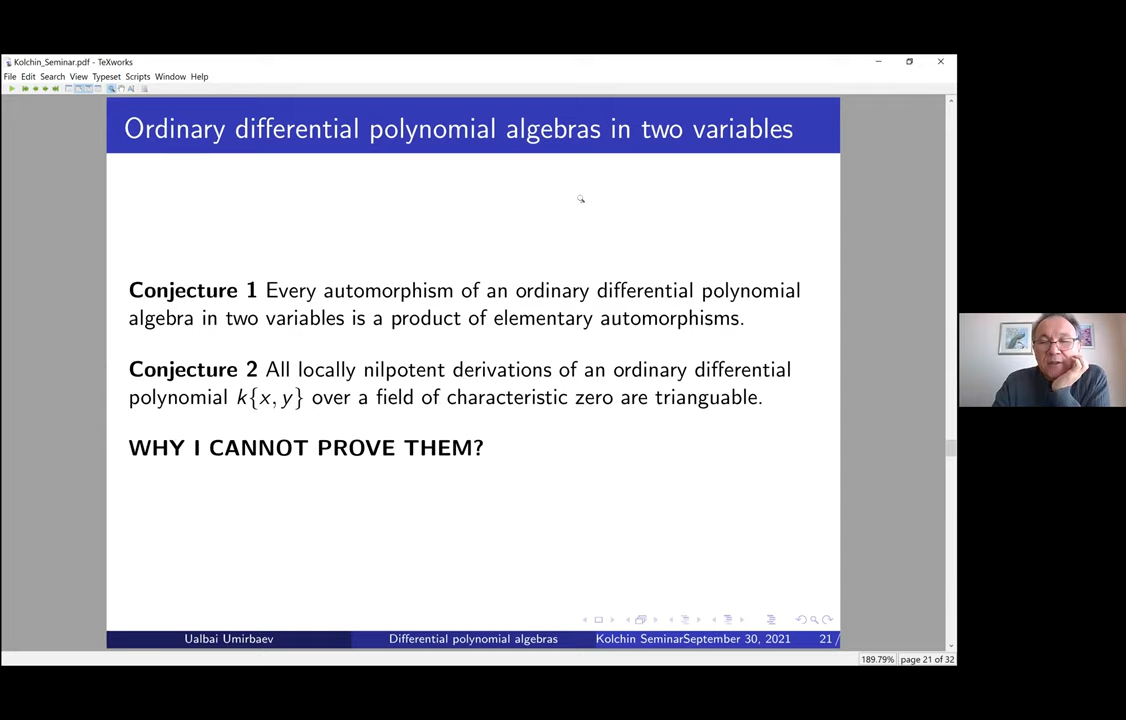 Kolchin_Seminar.pdf - TeXworks
File Edit Search View Typeset Scripts Window Help
Ordinary differential polynomial algebras in two variables
Conjecture 1 Every automorphism of an ordinary differential polynomial
algebra in two variables is a product of elementary automorphisms.
Conjecture 2 All locally nilpotent derivations of an ordinary differential
polynomial k{x, y} over a field of characteristic zero are trianguable.
WHY I CANNOT PROVE THEM?
Ualbai Umirbaev Differential polynomial algebras Kolchin SeminarSeptember 30, 2021 21 /
189.79% page 21 of 32